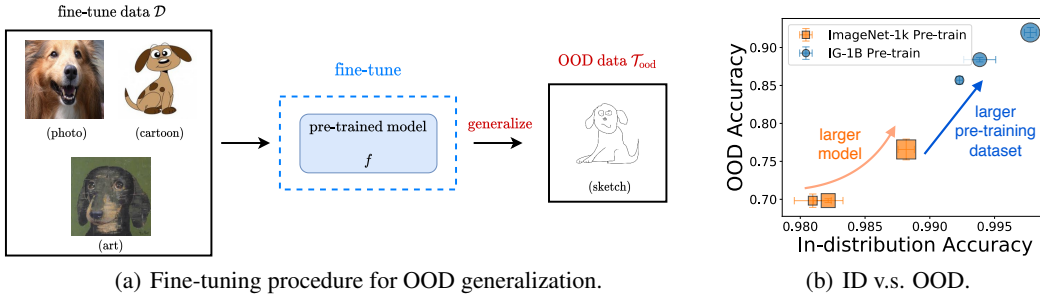 fine-tune data 𝒟
(photo)
(cartoon)
(art)
fine-tune
pre-trained model
f
generalize
OOD data 𝒯ood
(sketch)
(a) Fine-tuning procedure for OOD generalization.
ImageNet-1k Pre-train
IG-1B Pre-train
OOD Accuracy
0.90
0.85
0.80
0.75
0.70
larger
model
larger
pre-training
dataset
0.980
0.985
0.990
0.995
In-distribution Accuracy
(b) ID v.s. OOD.